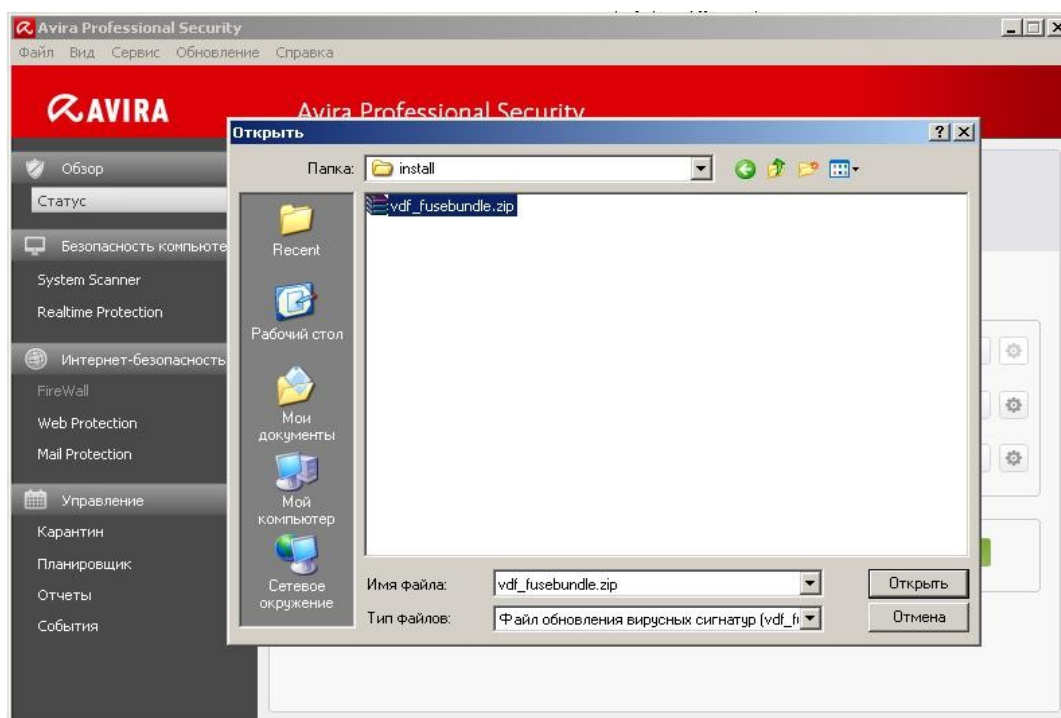 Avira Professional Security
Файл Вид Сервис Обновление Справка
AVIRA
Avira Professional Security
Открыть
Папка: install
vdf_fusebundle.zip
Recent
Рабочий стол
Мои документы
Мой компьютер
Сетевое окружение
Имя файла: vdf_fusebundle.zip
Открыть
Тип файлов: Файл обновления вирусных сигнатур (vdf_f
Отмена
Обзор
Статус
Безопасность компьюте
System Scanner
Realtime Protection
Интернет-безопасность
FireWall
Web Protection
Mail Protection
Управление
Карантин
Планировщик
Отчеты
События